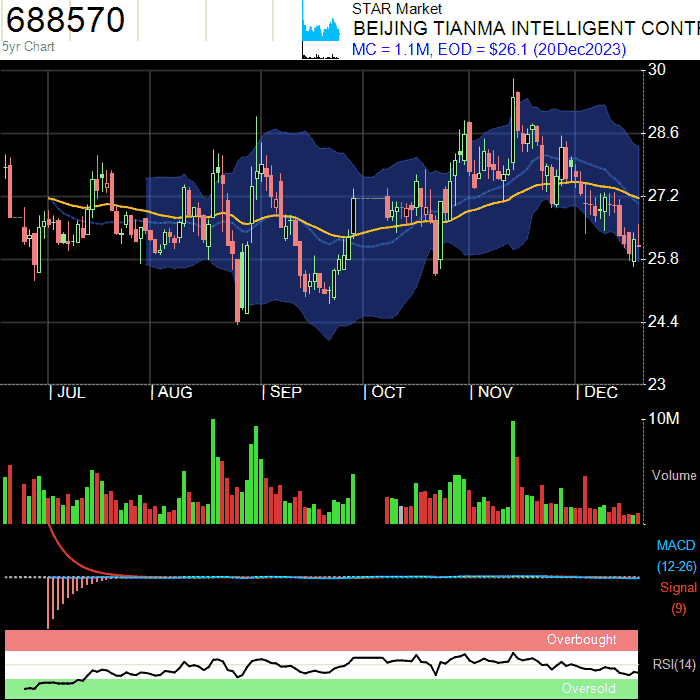 688570
5yr Chart
STAR Market
BEIJING TIANMA INTELLIGENT CONTR
MC = 1.1M, EOD = $26.1 (20Dec2023)
30
28.6
27.2
25.8
24.4
23
JUL
AUG
SEP
OCT
NOV
DEC
10M
Volume
MACD
(12-26)
Signal
(9)
Overbought
RSI(14)
Oversold